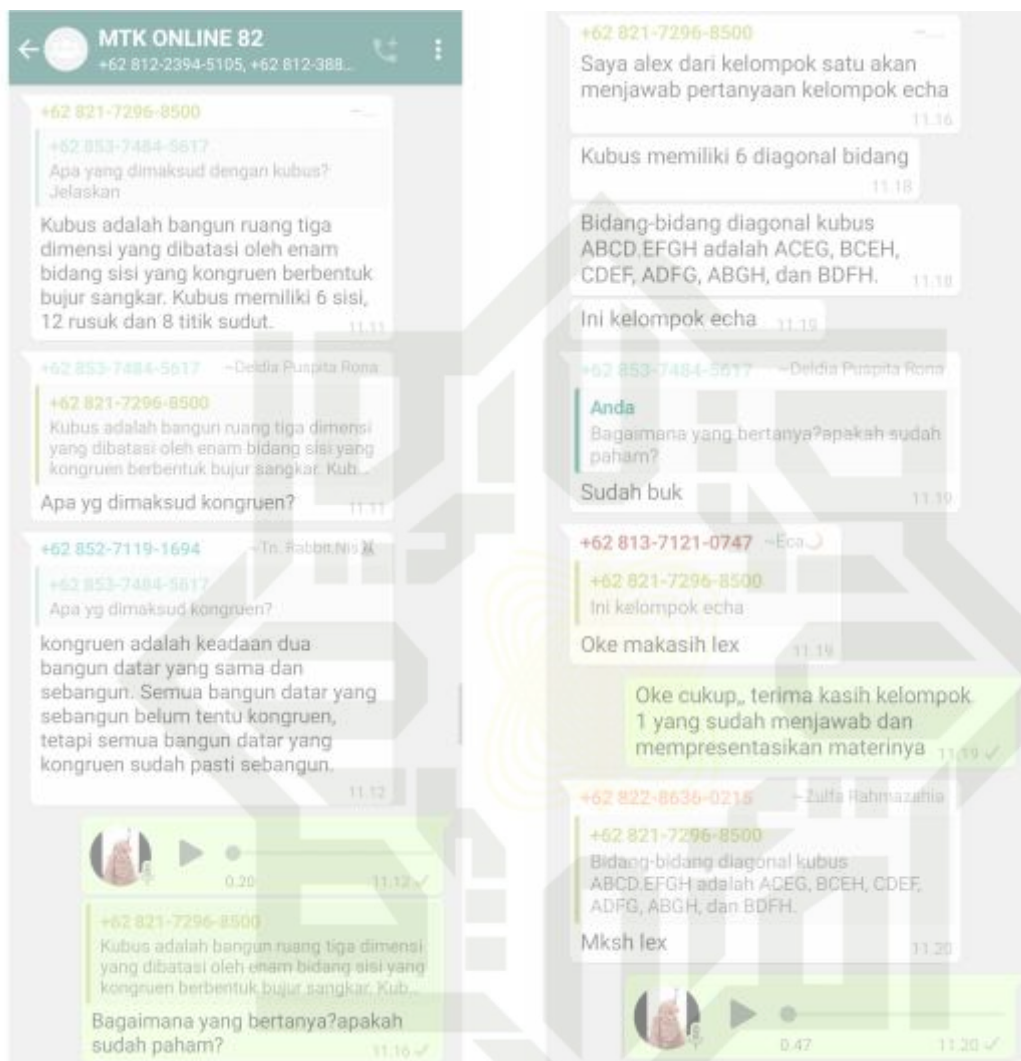 MTK ONLINE 82
+62 812-2394-5105, +62 812-388...
+62 821-7296-8500
+62 853-7484-5617
Apa yang dimaksud dengan kubus?
Jelaskan
Kubus adalah bangun ruang tiga
dimensi yang dibatasi oleh enam
bidang sisi yang kongruen berbentuk
bujur sangkar. Kubus memiliki 6 sisi,
12 rusuk dan 8 titik sudut.
11.11
+62 853-7484-5617 ~Deldia Puspita Rona
+62 821-7296-8500
Kubus adalah bangun ruang tiga dimensi
yang dibatasi oleh enam bidang sisi yang
kongruen berbentuk bujur sangkar. Kub...
Apa yg dimaksud kongruen?
11.11
+62 852-7119-1694 ~Tn. Rabbit.Nis
+62 853-7484-5617
Apa yg dimaksud kongruen?
kongruen adalah keadaan dua
bangun datar yang sama dan
sebangun. Semua bangun datar yang
sebangun belum tentu kongruen,
tetapi semua bangun datar yang
kongruen sudah pasti sebangun.
11.12
0.20 11.12
+62 821-7296-8500
Kubus adalah bangun ruang tiga dimensi
yang dibatasi oleh enam bidang sisi yang
kongruen berbentuk bujur sangkar. Kub...
Bagaimana yang bertanya?apakah
sudah paham?
11.16
+62 821-7296-8500
Saya alex dari kelompok satu akan
menjawab pertanyaan kelompok echa
11.16
Kubus memiliki 6 diagonal bidang
11.18
Bidang-bidang diagonal kubus
ABCD.EFGH adalah ACEG, BCEH,
CDEF, ADFG, ABGH, dan BDFH.
11.18
Ini kelompok echa 11.19
+62 853-7484-5617 ~Deldia Puspita Rona
Anda
Bagaimana yang bertanya?apakah sudah
paham?
Sudah buk
11.19
+62 813-7121-0747 ~Eca
+62 821-7296-8500
Ini kelompok echa
Oke makasih lex
11.19
Oke cukup,, terima kasih kelompok
1 yang sudah menjawab dan
mempresentasikan materinya 11.19
+62 822-8636-0215 ~Zulfa Rahmazahia
+62 821-7296-8500
Bidang-bidang diagonal kubus
ABCD.EFGH adalah ACEG, BCEH, CDEF,
ADFG, ABGH, dan BDFH.
Mksh lex
11.20
0.47 11.20